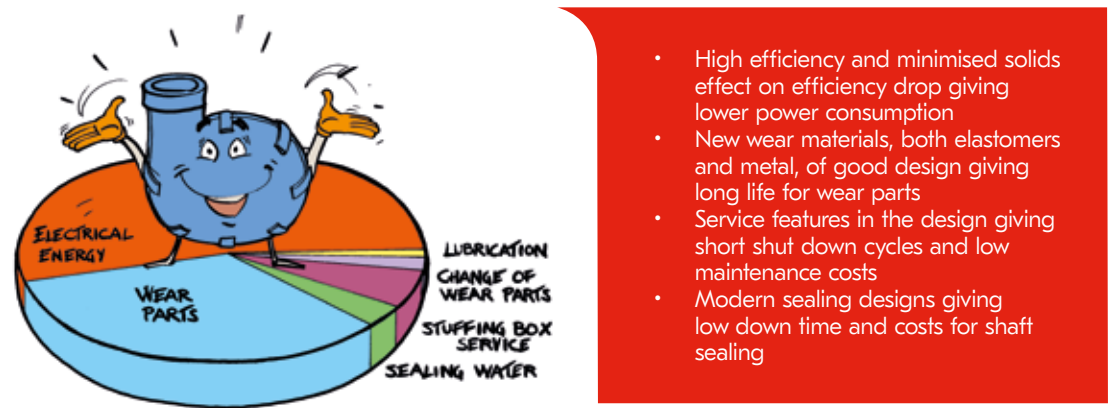 ELECTRICAL
ENERGY
WEAR
PARTS
LUBRICATION
CHANGE OF
WEAR PARTS
STUFFING BOX
SERVICE
SEALING WATER
• High efficiency and minimised solids
effect on efficiency drop giving
lower power consumption
• New wear materials, both elastomers
and metal, of good design giving
long life for wear parts
• Service features in the design giving
short shut down cycles and low
maintenance costs
• Modern sealing designs giving
low down time and costs for shaft
sealing